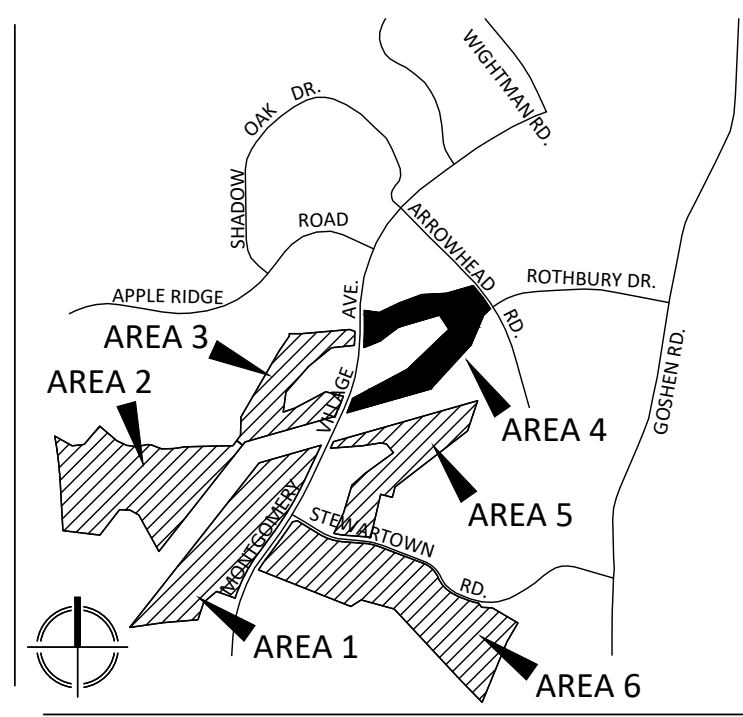 WIGHTMAN RD.
OAK DR.
SHADOW
ROAD
ARROWHEAD
RD.
ROTHBURY DR.
APPLE RIDGE
AVE.
AREA 3
VILLAGE
GOSHEN RD.
AREA 2
AREA 4
MONTGOMERY
AREA 5
STEWARTOWN
RD.
AREA 1
AREA 6